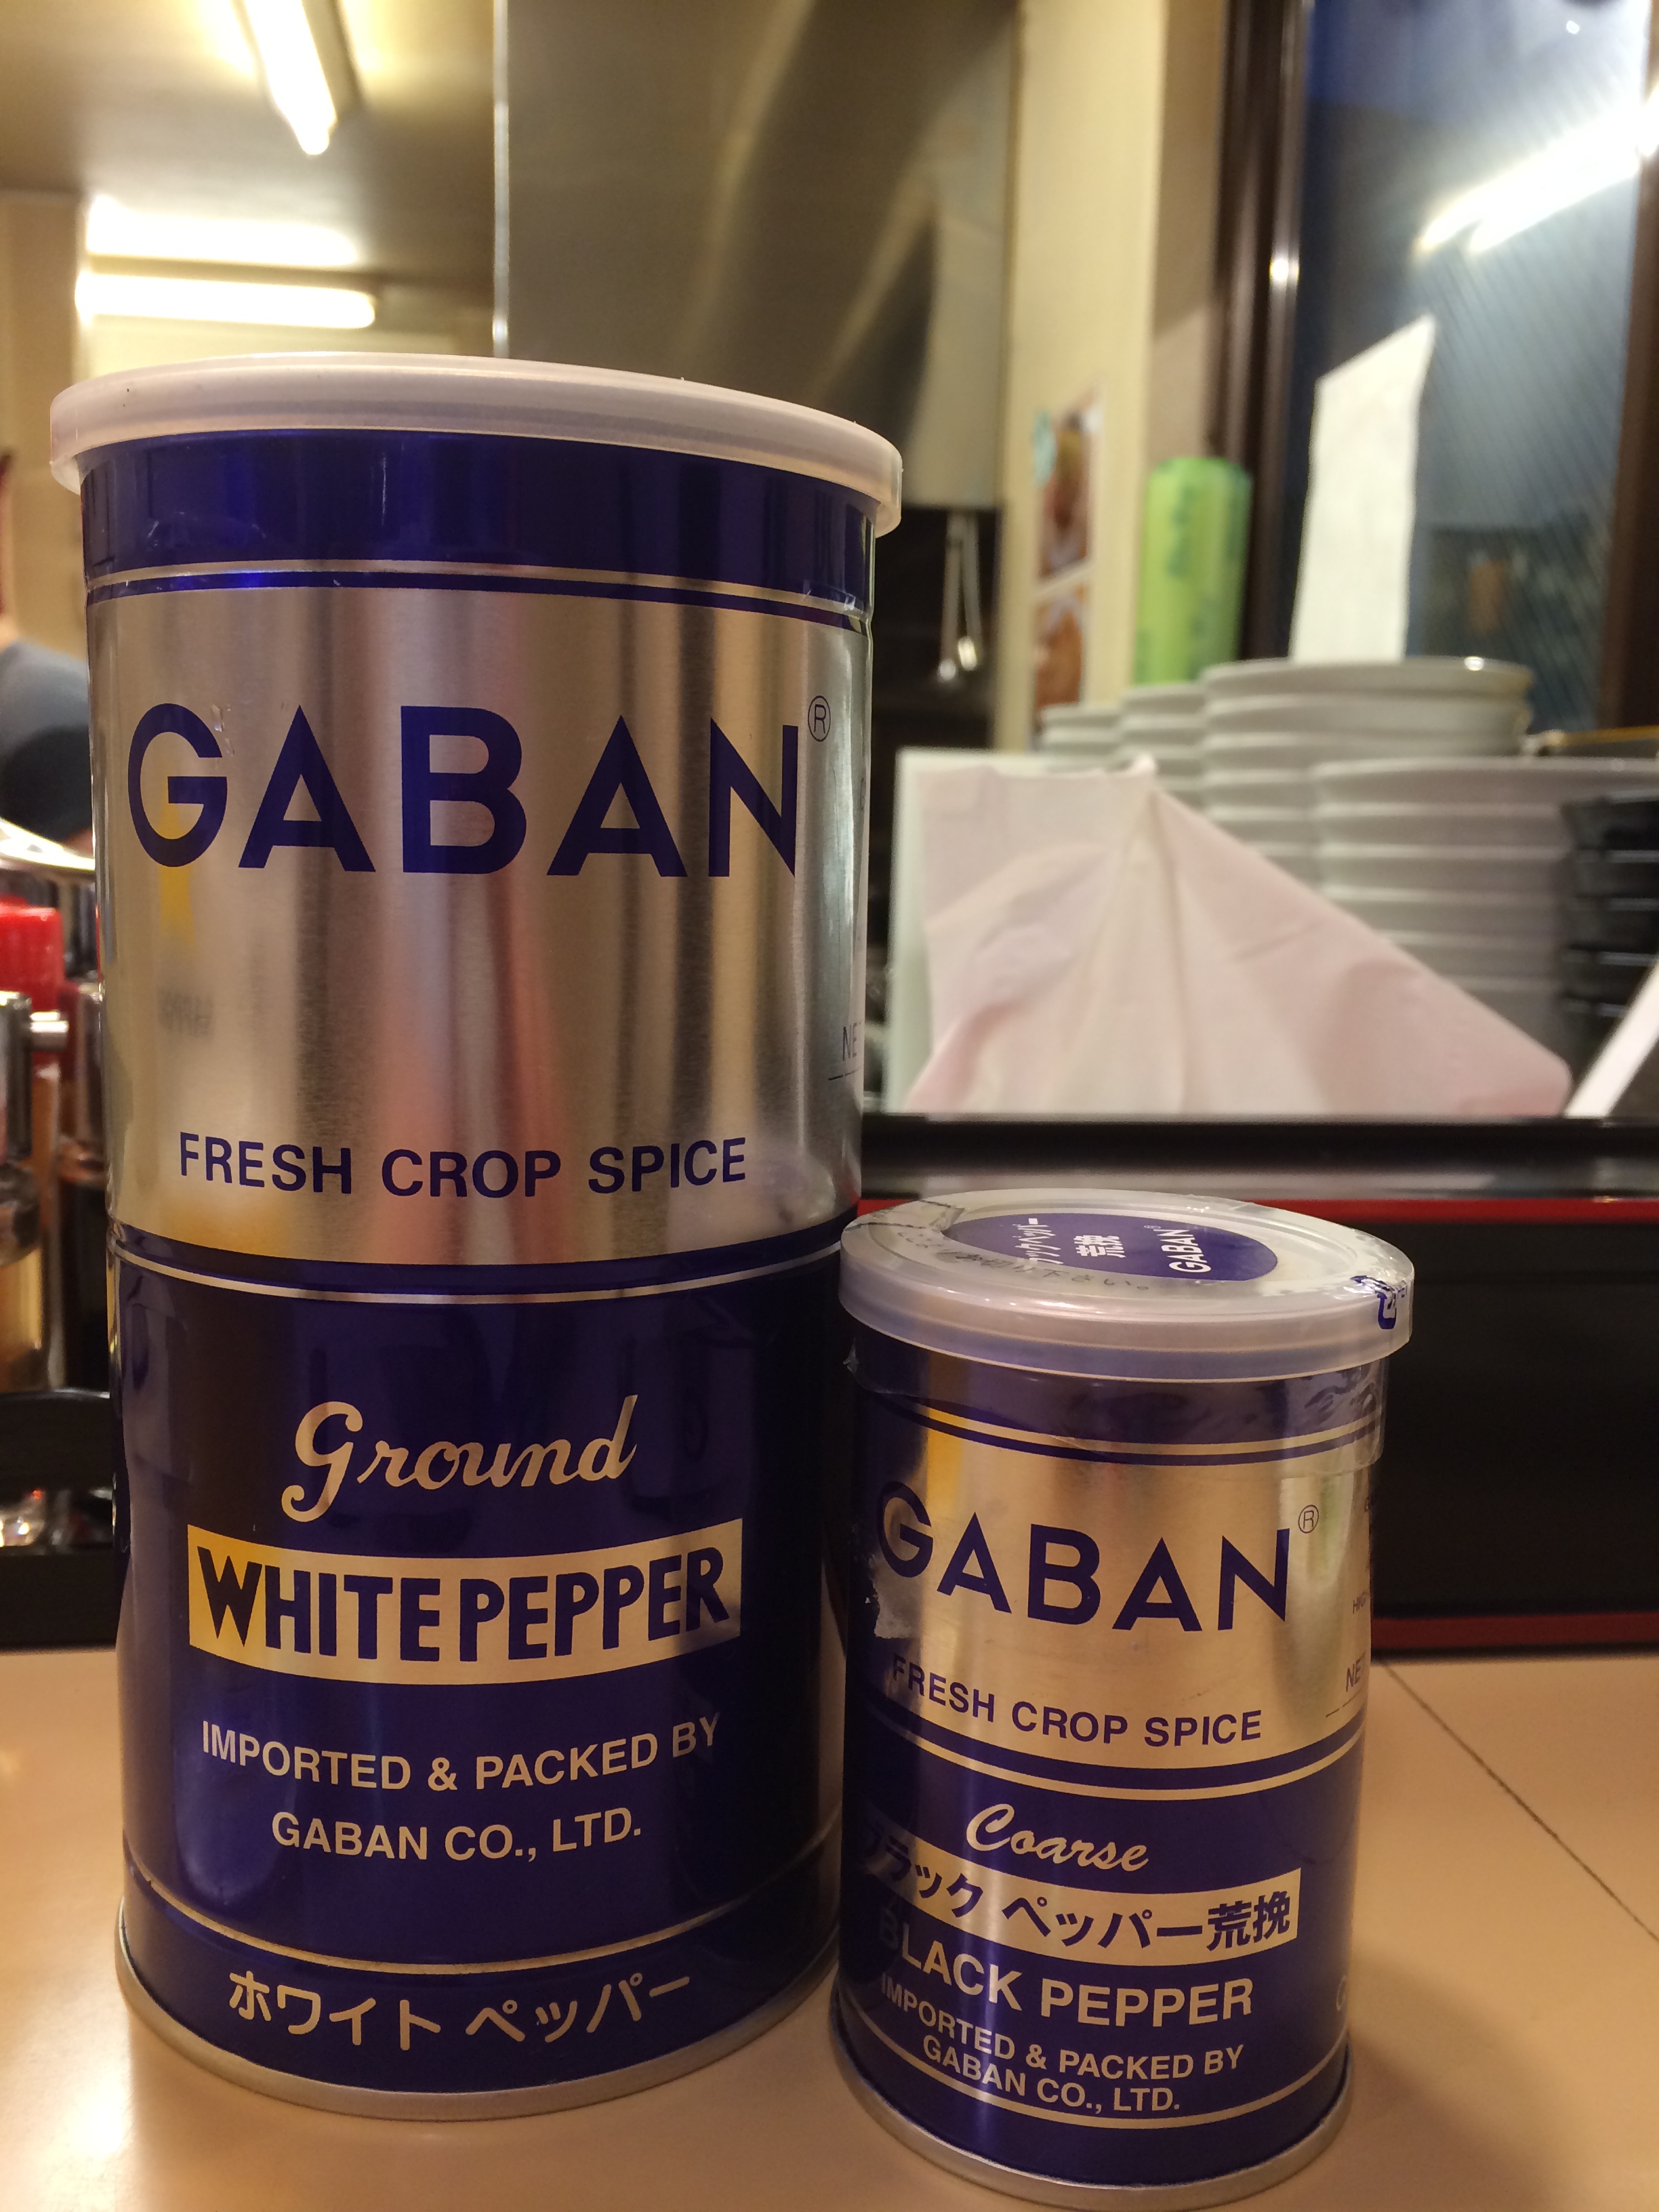 GABAN®
FRESH CROP SPICE
Ground
WHITE PEPPER
IMPORTED & PACKED BY
GABAN CO., LTD.
ホワイト ペッパー
荒挽
GABAN®
GABAN®
FRESH CROP SPICE
Coarse
ブラック ペッパー荒挽
BLACK PEPPER
IMPORTED & PACKED BY
GABAN CO., LTD.